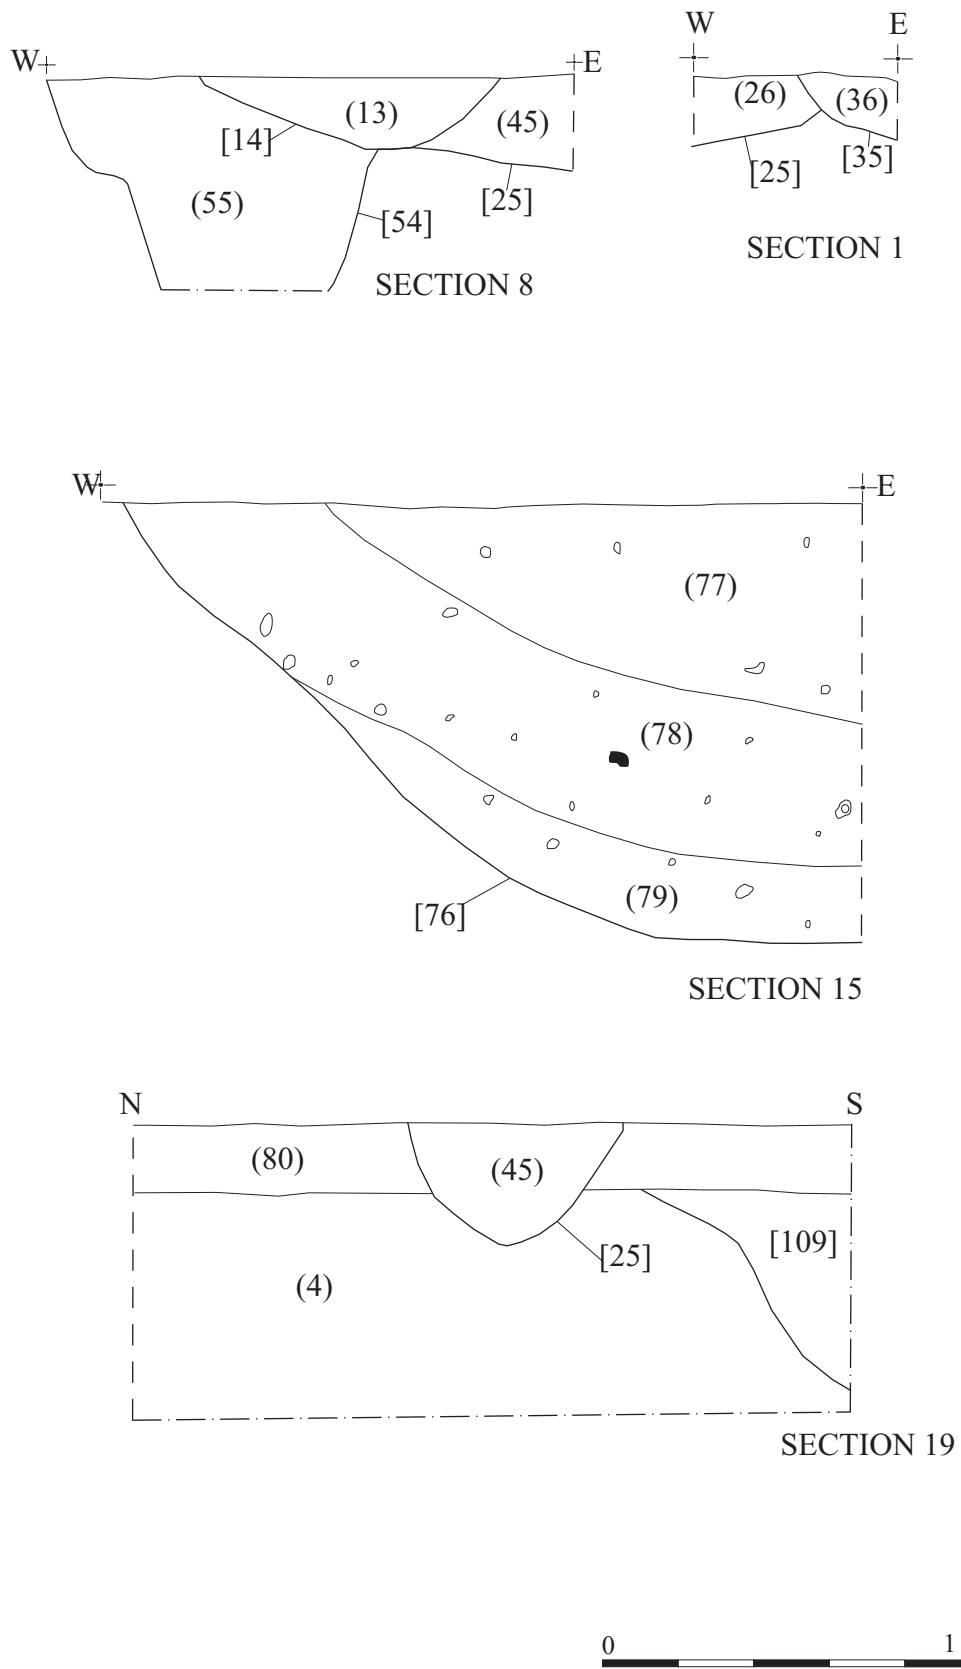 W E
(13)
(45)
[14]
(55)
[25]
[54]
SECTION 8
W E
(26)
(36)
[25]
[35]
SECTION 1
W E
(77)
(78)
(79)
[76]
SECTION 15
N S
(80)
(45)
[109]
[25]
(4)
SECTION 19
0 1